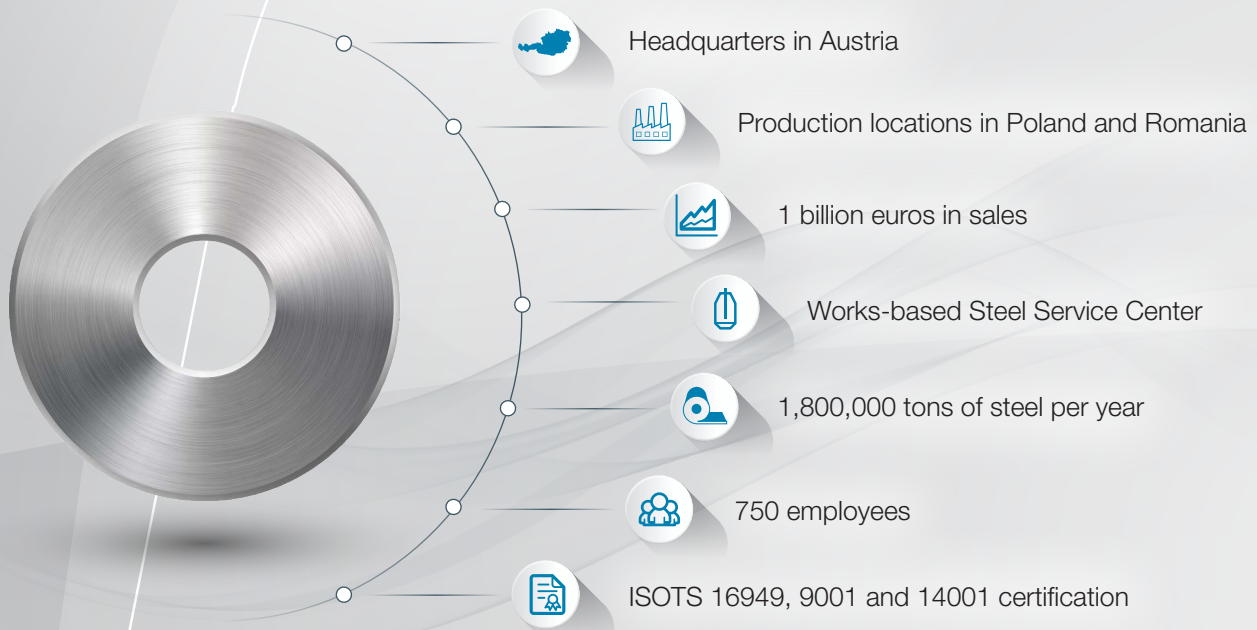 Headquarters in Austria
Production locations in Poland and Romania
1 billion euros in sales
Works-based Steel Service Center
1,800,000 tons of steel per year
750 employees
ISOTS 16949, 9001 and 14001 certification